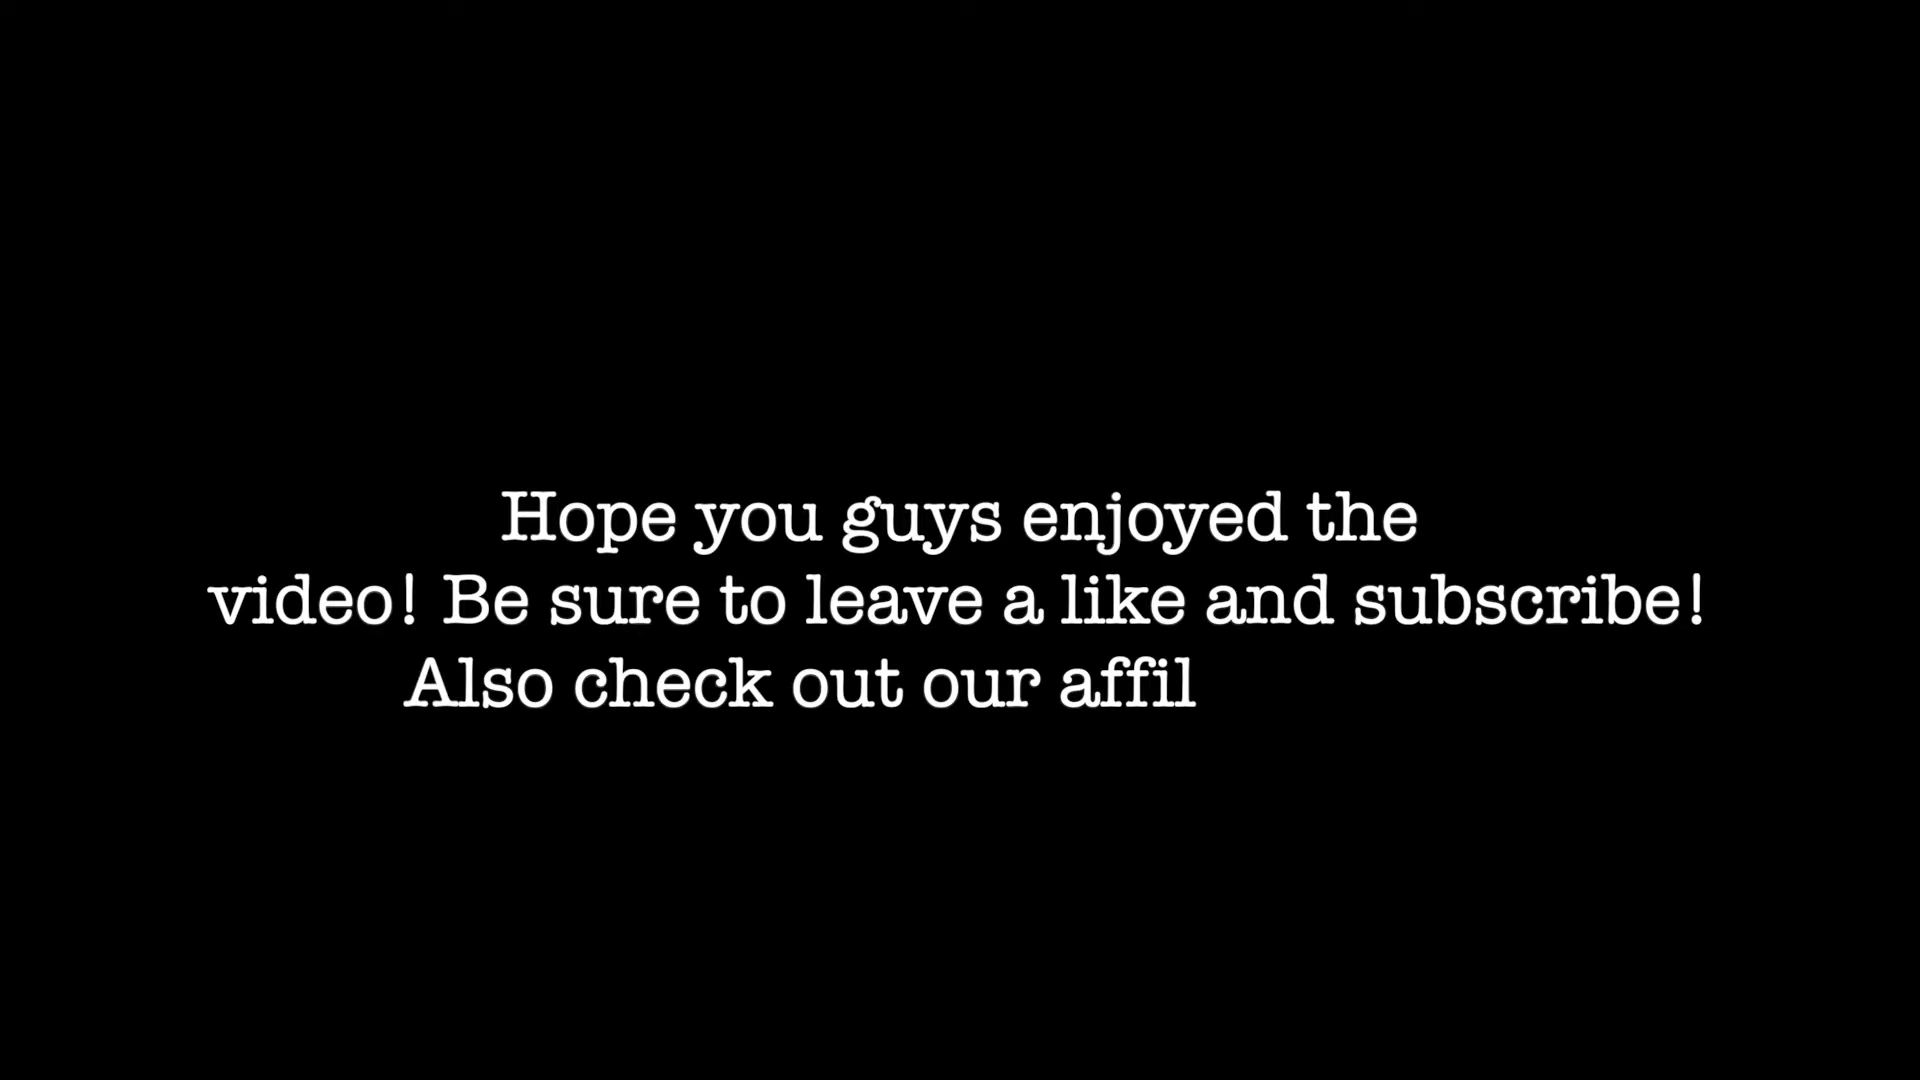 Hope you guys enjoyed the
video! Be sure to leave a like and subscribe!
Also check out our affil